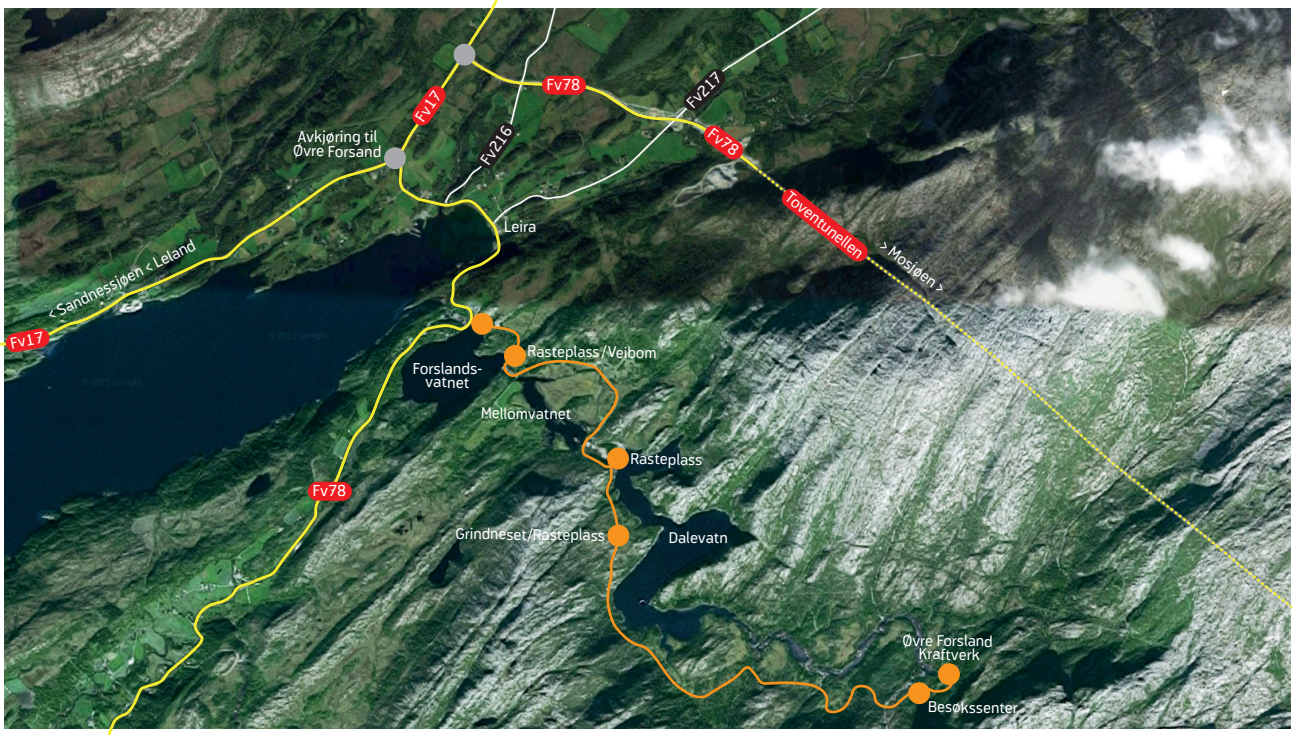 Fv17
Fv78
Fv217
Fv216
Fv78
Avkjøring til
Øvre Forsand
Toventunellen
> Mosjøen >
Leira
< Sandnessjøen < Leland
Fv17
Rasteplass/Veibom
Forslands-
vatnet
Mellomvatnet
Rasteplass
Fv78
Grindneset/Rasteplass
Dalevatn
Øvre Forsland
Kraftverk
Besøkssenter